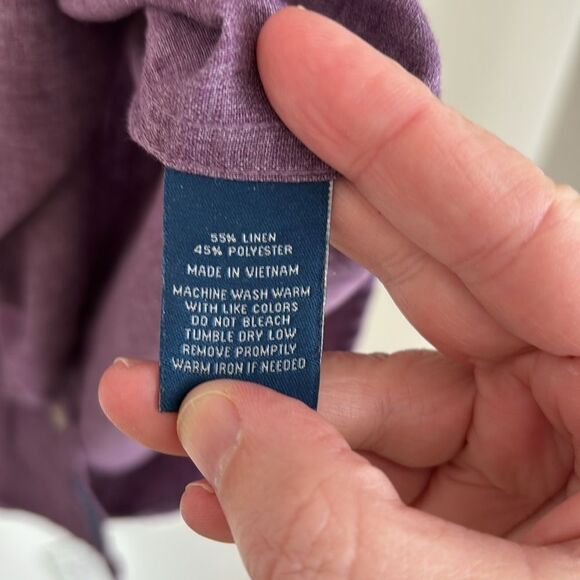 55% LINEN
45% POLYESTER
MADE IN VIETNAM
MACHINE WASH WARM
WITH LIKE COLORS
DO NOT BLEACH
TUMBLE DRY LOW
REMOVE PROMPTLY
WARM IRON IF NEEDED